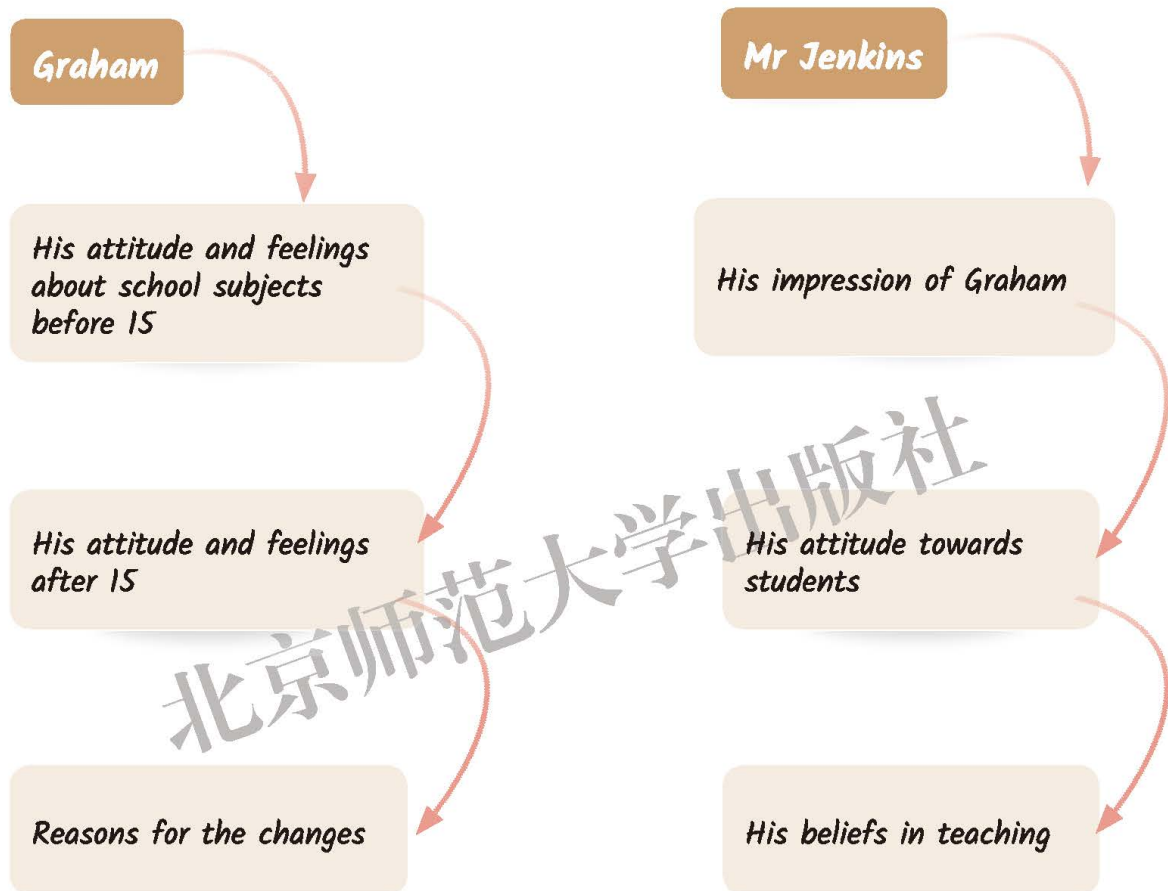 Graham
His attitude and feelings
about school subjects
before 15
His attitude and feelings
after 15
Reasons for the changes
Mr Jenkins
His impression of Graham
His attitude towards
students
His beliefs in teaching
北京师范大学出版社